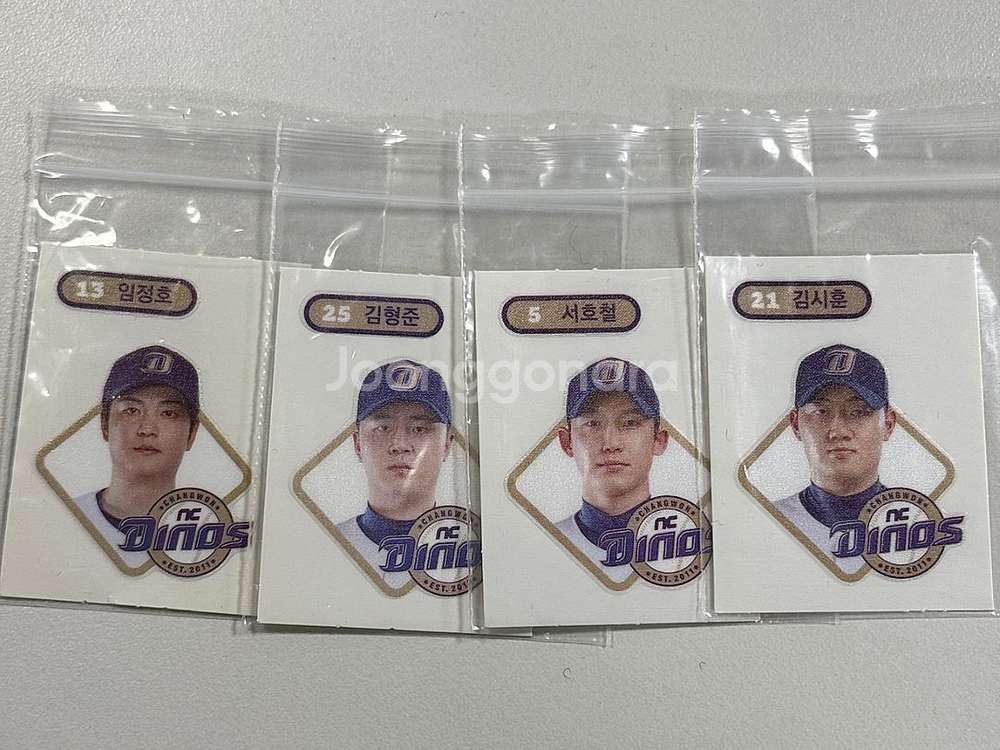 13 임정호
25 김형준
5 서호철
21 김시훈
Joonggonara
CHANGWON
NC
DINOS
EST. 2011
CHANGWON
NC
DINOS
EST. 201
CHANGWON
NC
DINOS
EST. 2011
CHANGWON
NC
DINOS
EST. 2011